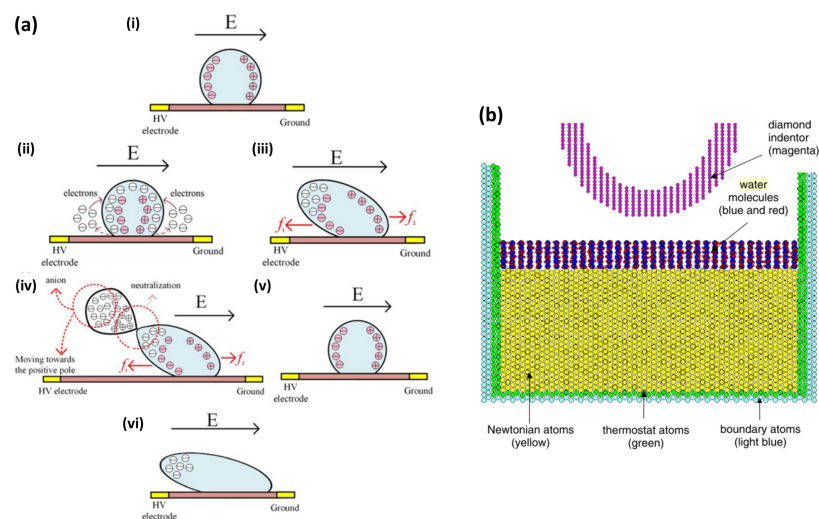 (a)
(i)
E
HV
electrode
Ground
(ii)
E
electrons
electrons
HV
electrode
Ground
(iii)
E
f₁
f₂
HV
electrode
Ground
(iv)
anion
neutralization
E
f₁
f₂
Moving towards
the positive pole
HV electrode
Ground
(v)
E
HV
electrode
Ground
(vi)
E
HV
electrode
Ground
(b)
diamond
indentor
(magenta)
water
molecules
(blue and red)
Newtonian atoms
(yellow)
thermostat atoms
(green)
boundary atoms
(light blue)